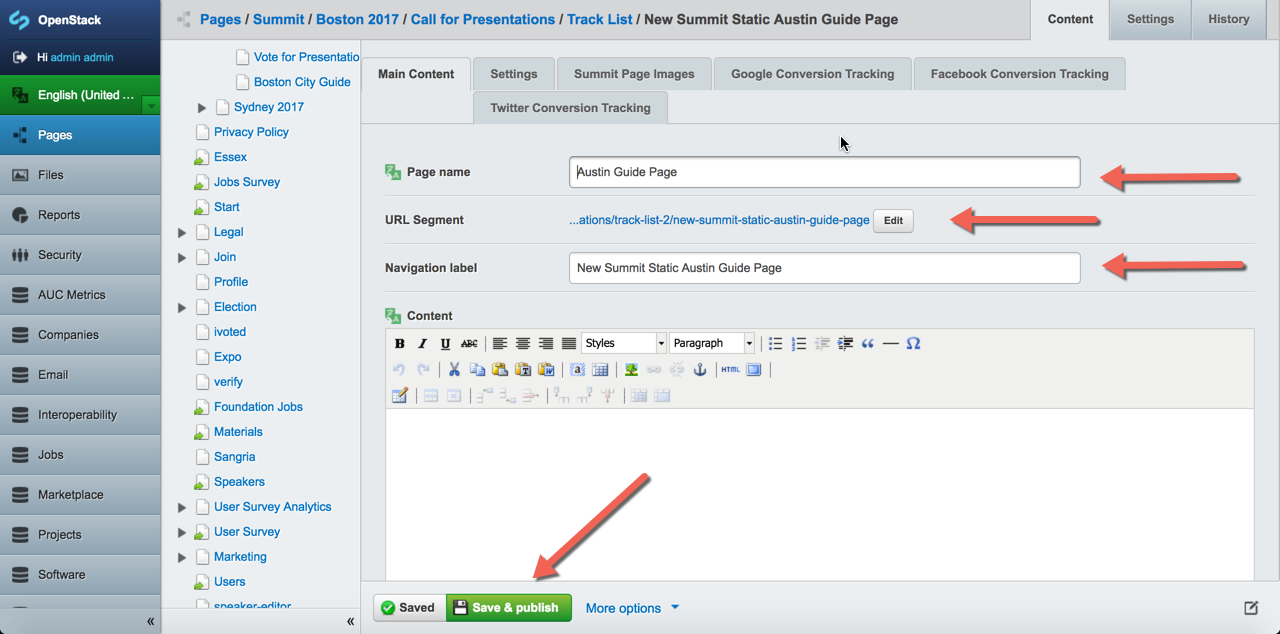 OpenStack
Hi admin admin
English (United ...
Pages
Files
Reports
Security
AUC Metrics
Companies
Email
Interoperability
Jobs
Marketplace
Projects
Software
«
Pages / Summit / Boston 2017 / Call for Presentations / Track List / New Summit Static Austin Guide Page
Content
Settings
History
Vote for Presentatio
Boston City Guide
Sydney 2017
Privacy Policy
Essex
Jobs Survey
Start
Legal
Join
Profile
Election
ivoted
Expo
verify
Foundation Jobs
Materials
Sangria
Speakers
User Survey Analytics
User Survey
Marketing
Users
speaker-editor
«
Main Content
Settings
Summit Page Images
Google Conversion Tracking
Facebook Conversion Tracking
Twitter Conversion Tracking
Page name
Austin Guide Page
URL Segment
...ations/track-list-2/new-summit-static-austin-guide-page
Edit
Navigation label
New Summit Static Austin Guide Page
Content
B I U ABC
Styles
Paragraph
HTML
Saved
Save & publish
More options